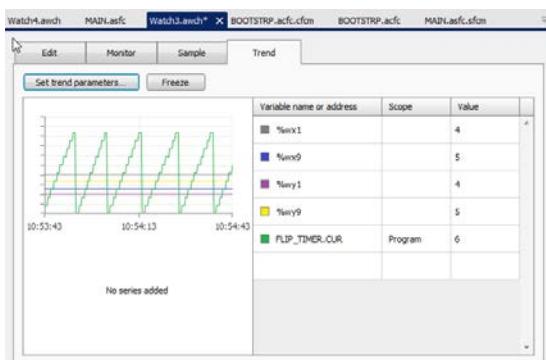 Watch4.awch MAIN.asfc Watch3.awch* X BOOTSTRP.acfc.cfcm BOOTSTRP.acfc MAIN.asfc.sfcm
Edit Monitor Sample Trend
Set trend parameters... Freeze
Variable name or address Scope Value
%wx1 4
%wx9 5
%wy1 4
%wy9 5
FLIP_TIMER.CUR Program 6
10:53:43 10:54:13 10:54:43
No series added